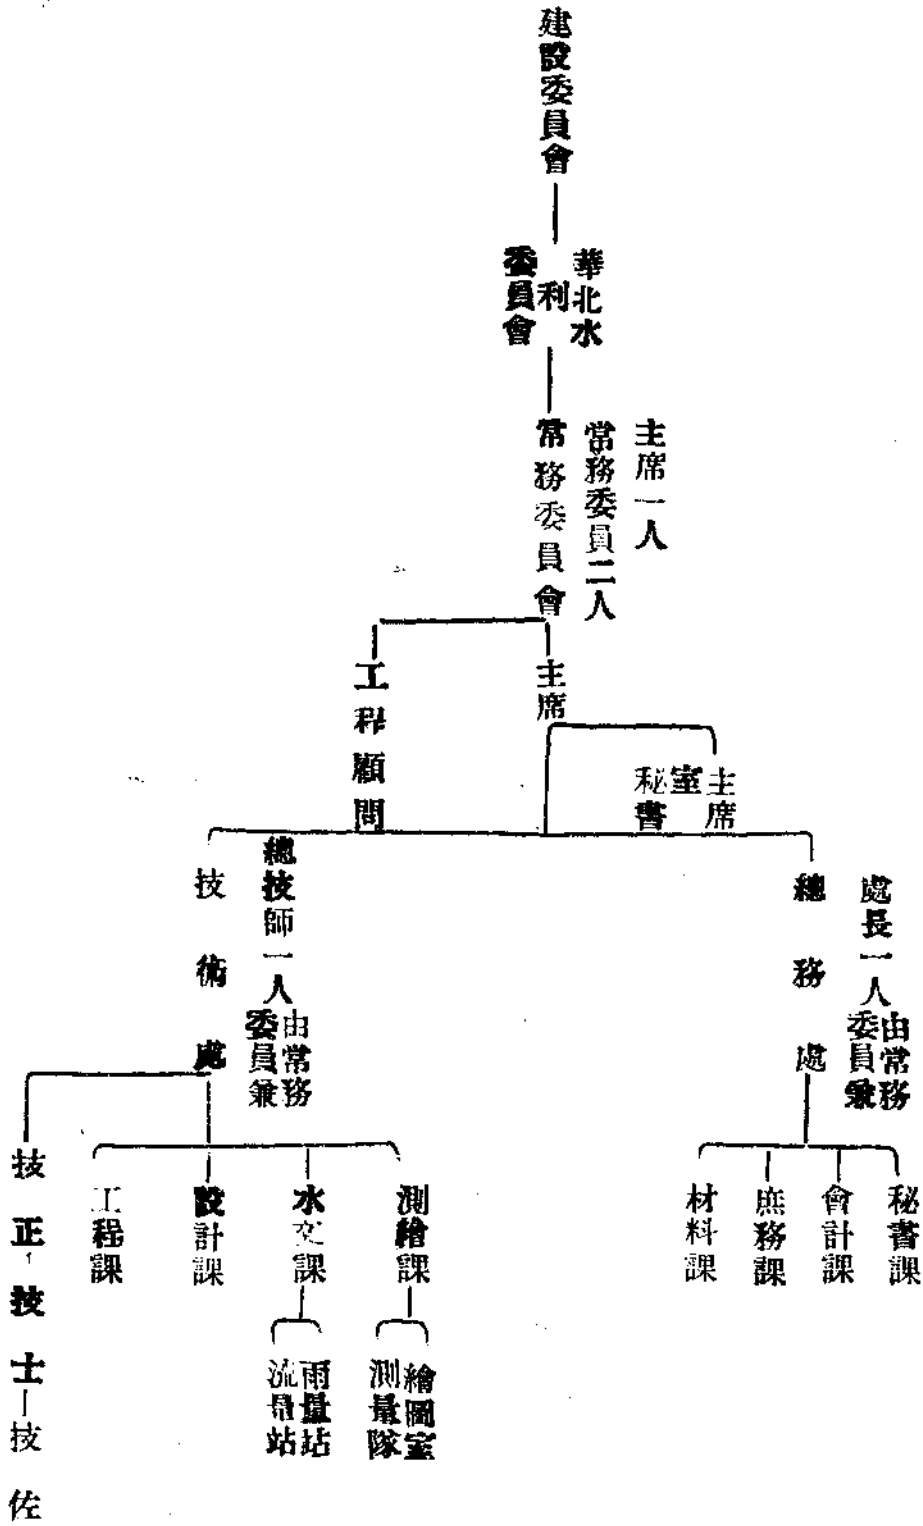 建設委員會
華北水
利
委員會
主席一人
常務委員二人
常務委員會
主席
工程顧問
主席
室
秘書
處長一人
由常務
委員兼
總務處
總技師一人
由常務
委員兼
技術處
秘書課
會計課
庶務課
材料課
測繪課
水文課
設計課
工程課
技正技士—技佐
繪圖室
測量隊
雨量站
流量站